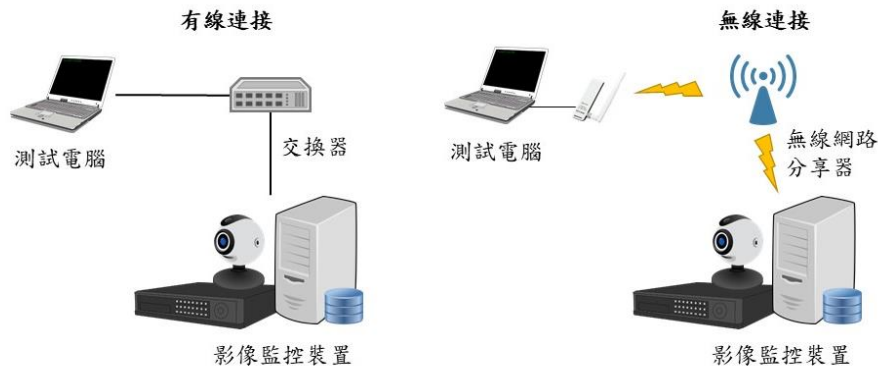 有線連接
測試電腦
交換器
影像監控裝置
無線連接
測試電腦
無線網路
分享器
影像監控裝置